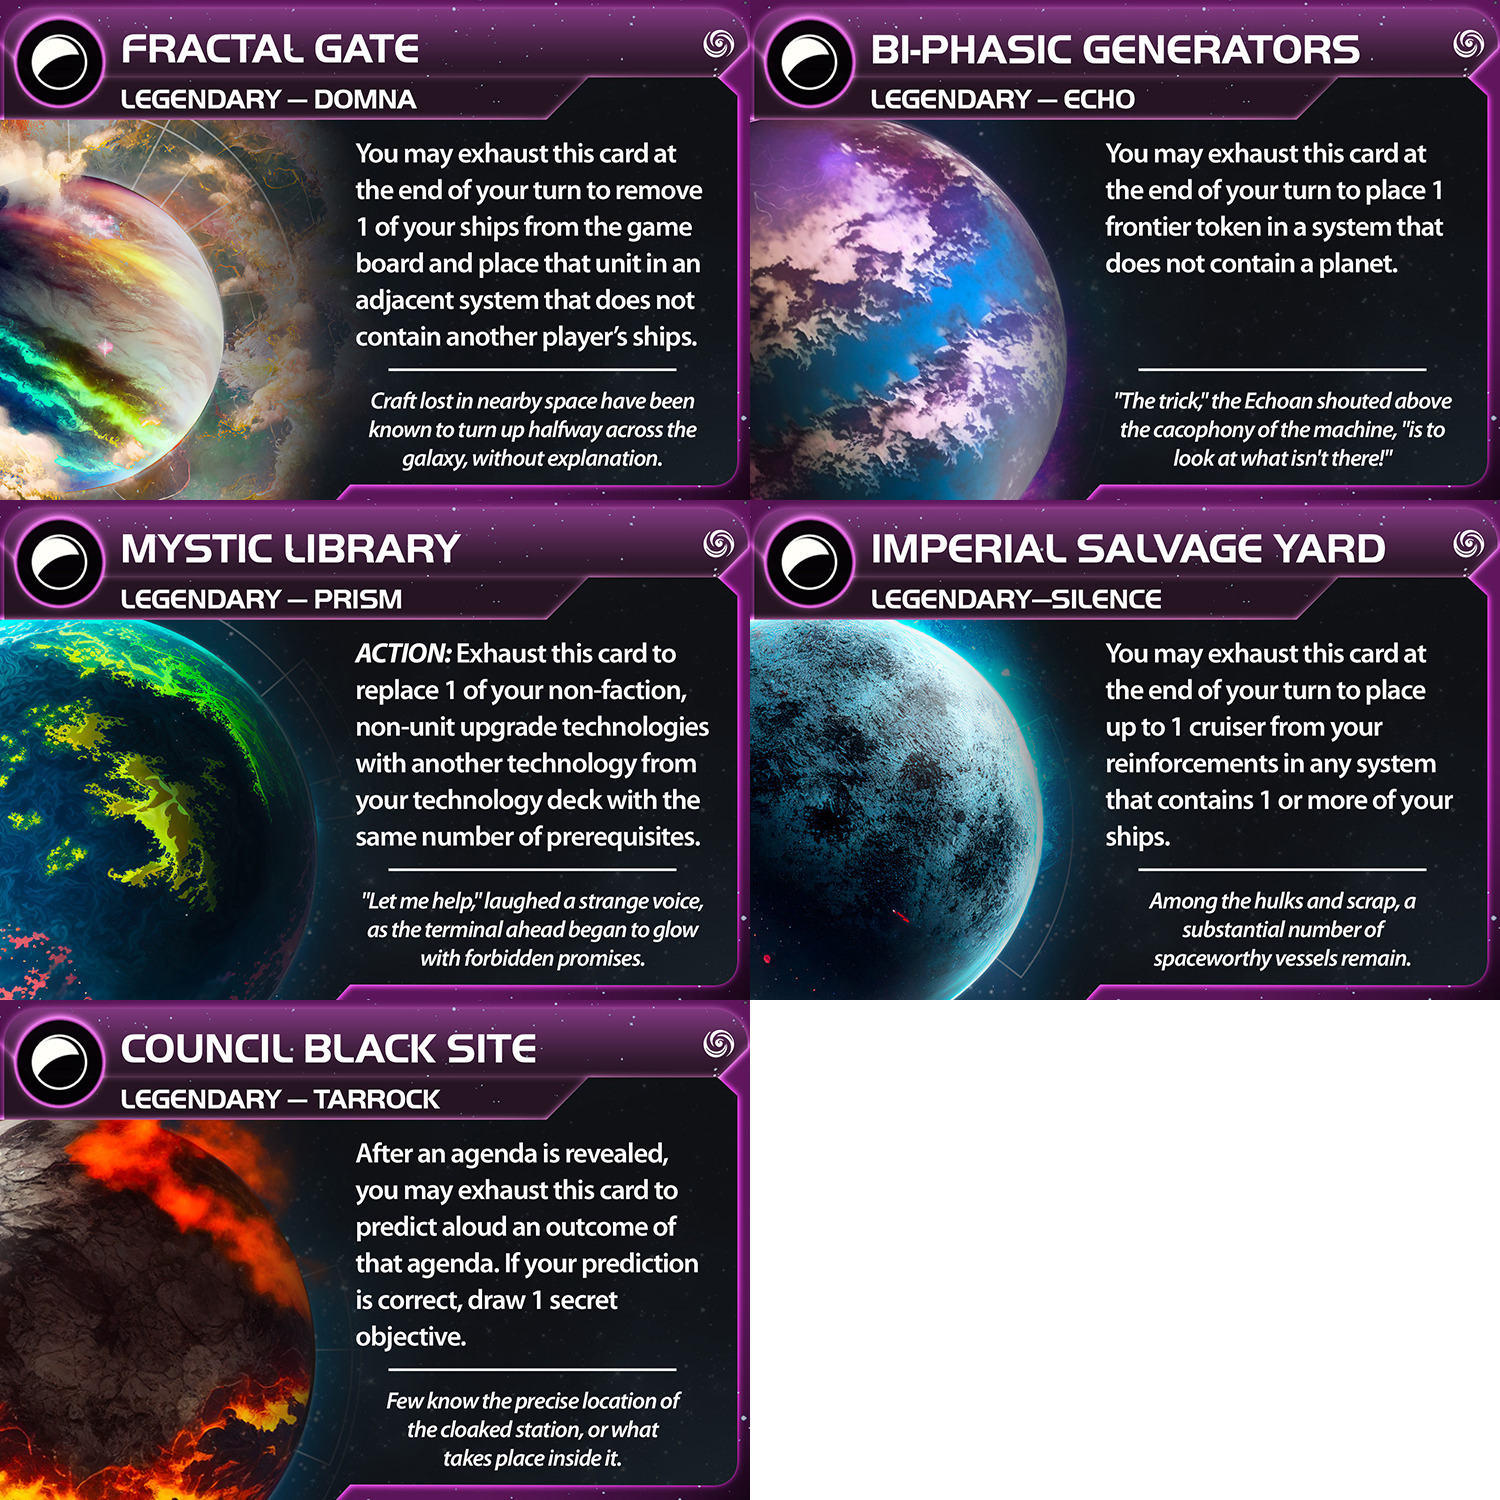 FRACTAL GATE
LEGENDARY — DOMNA
You may exhaust this card at
the end of your turn to remove
1 of your ships from the game
board and place that unit in an
adjacent system that does not
contain another player’s ships.
Craft lost in nearby space have been
known to turn up halfway across the
galaxy, without explanation.
BI-PHASIC GENERATORS
LEGENDARY — ECHO
You may exhaust this card at
the end of your turn to place 1
frontier token in a system that
does not contain a planet.
"The trick," the Echoan shouted above
the cacophony of the machine, "is to
look at what isn't there!"
MYSTIC LIBRARY
LEGENDARY — PRISM
ACTION: Exhaust this card to
replace 1 of your non-faction,
non-unit upgrade technologies
with another technology from
your technology deck with the
same number of prerequisites.
"Let me help," laughed a strange voice,
as the terminal ahead began to glow
with forbidden promises.
IMPERIAL SALVAGE YARD
LEGENDARY—SILENCE
You may exhaust this card at
the end of your turn to place
up to 1 cruiser from your
reinforcements in any system
that contains 1 or more of your
ships.
Among the hulks and scrap, a
substantial number of
spaceworthy vessels remain.
COUNCIL BLACK SITE
LEGENDARY — TARROCK
After an agenda is revealed,
you may exhaust this card to
predict aloud an outcome of
that agenda. If your prediction
is correct, draw 1 secret
objective.
Few know the precise location of
the cloaked station, or what
takes place inside it.